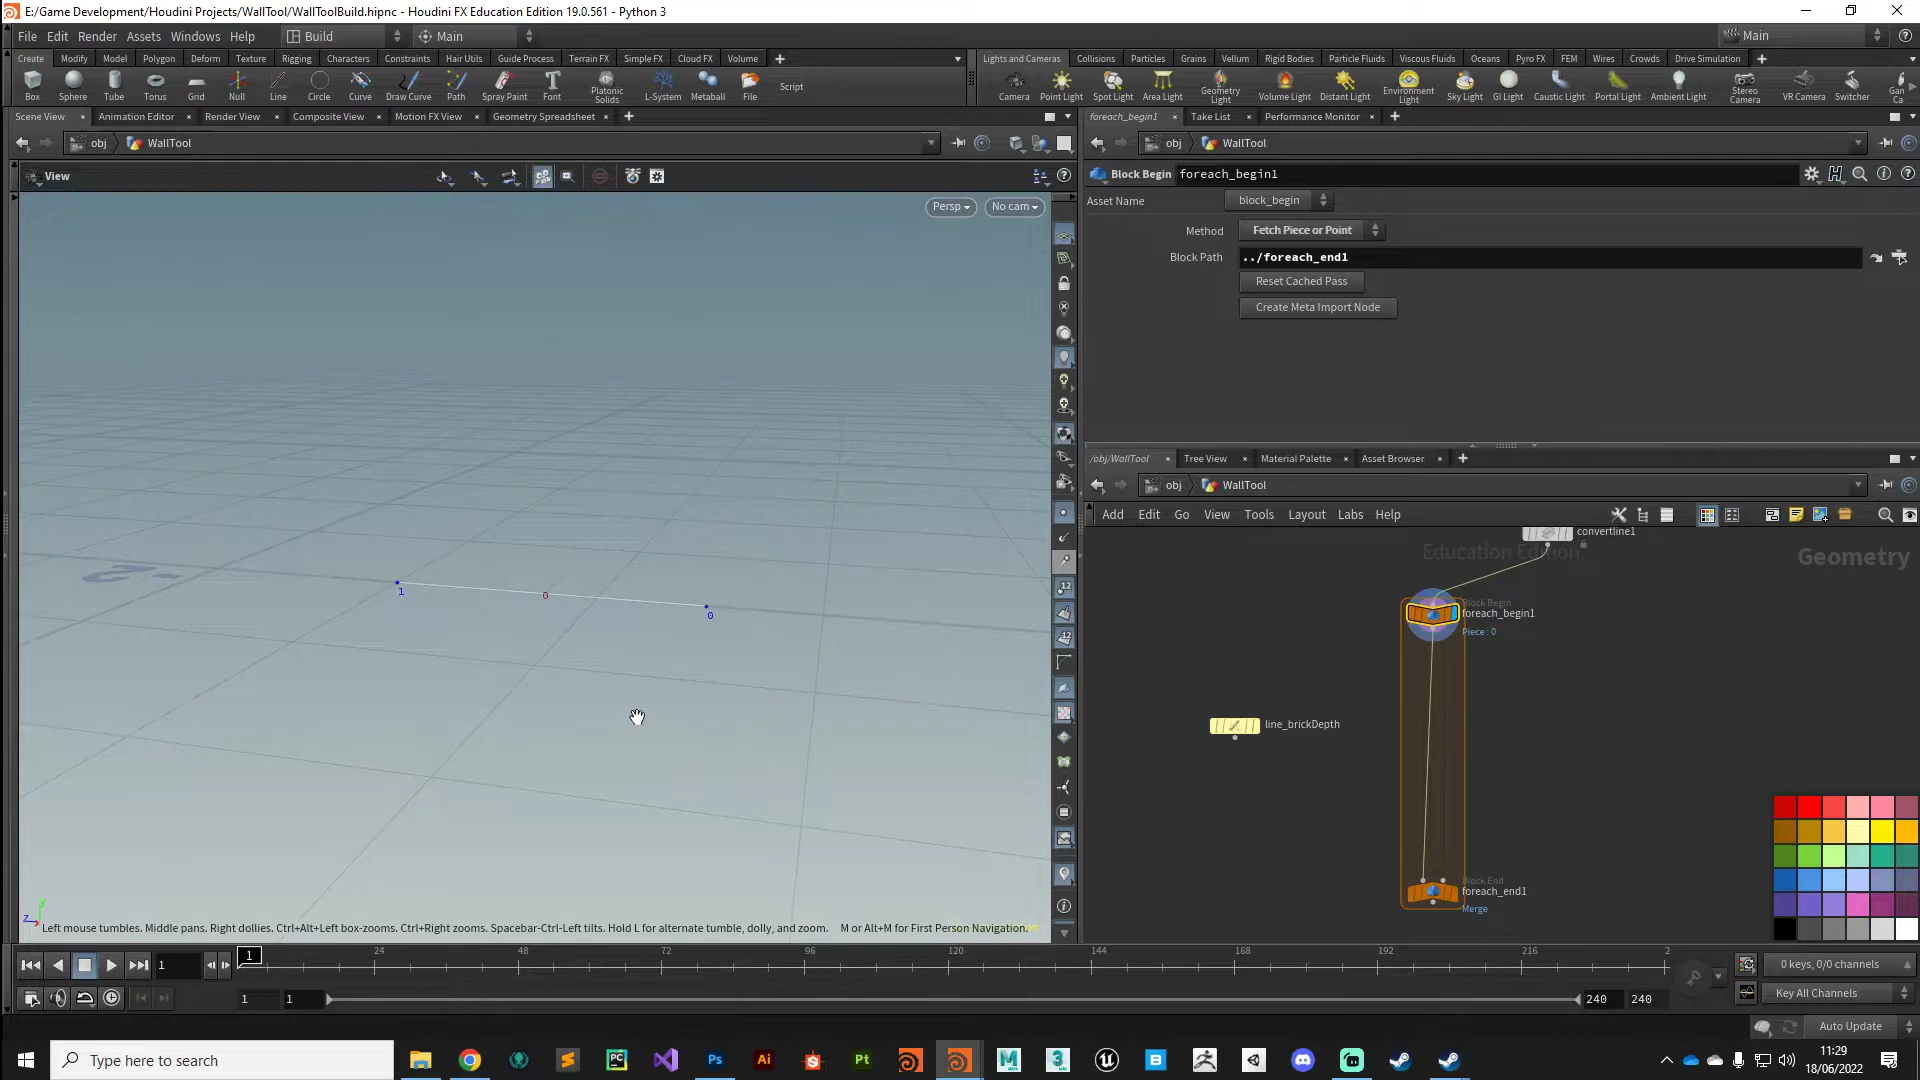 E:/Game Development/Houdini Projects/WallTool/WallToolBuild.hipnc - Houdini FX Education Edition 19.0.561 - Python 3
File Edit Render Assets Windows Help Build Main Main
Create Modify Model Polygon Deform Texture Rigging Characters Constraints Hair Utils Guide Process Terrain FX Simple FX Cloud FX Volume
Lights and Cameras Collisions Particles Grains Vellum Rigid Bodies Particle Fluids Viscous Fluids Oceans Pyro FX FEM Wires Crowds Drive Simulation
Box Sphere Tube Torus Grid Null Line Circle Curve Draw Curve Path Spray Paint Font Platonic Solids L-System Metaball File Script
Camera Point Light Spot Light Area Light Geometry Light Volume Light Distant Light Environment Light Sky Light GI Light Caustic Light Portal Light Ambient Light Stereo Camera VR Camera Switcher
Scene View Animation Editor Render View Composite View Motion FX View Geometry Spreadsheet
foreach_begin1 Take List Performance Monitor
obj WallTool
obj WallTool
View
Persp No cam
Block Begin foreach_begin1
Asset Name block_begin
Method Fetch Piece or Point
Block Path ../foreach_end1
Reset Cached Pass
Create Meta Import Node
/obj/WallTool Tree View Material Palette Asset Browser
obj WallTool
Add Edit Go View Tools Layout Labs Help
convertline1
Education Edition
Geometry
Block Begin
foreach_begin1
Piece : 0
line_brickDepth
Block End
foreach_end1
Merge
1
0
0
z
y
Left mouse tumbles. Middle pans. Right dollies. Ctrl+Alt+Left box-zooms. Ctrl+Right zooms. Spacebar-Ctrl-Left tilts. Hold L for alternate tumble, dolly, and zoom. M or Alt+M for First Person Navigation.
1 1 24 48 72 96 120 144 168 192 216 2
0 keys, 0/0 channels
1 1 240 240
Key All Channels
Auto Update
Type here to search
11:29
18/06/2022